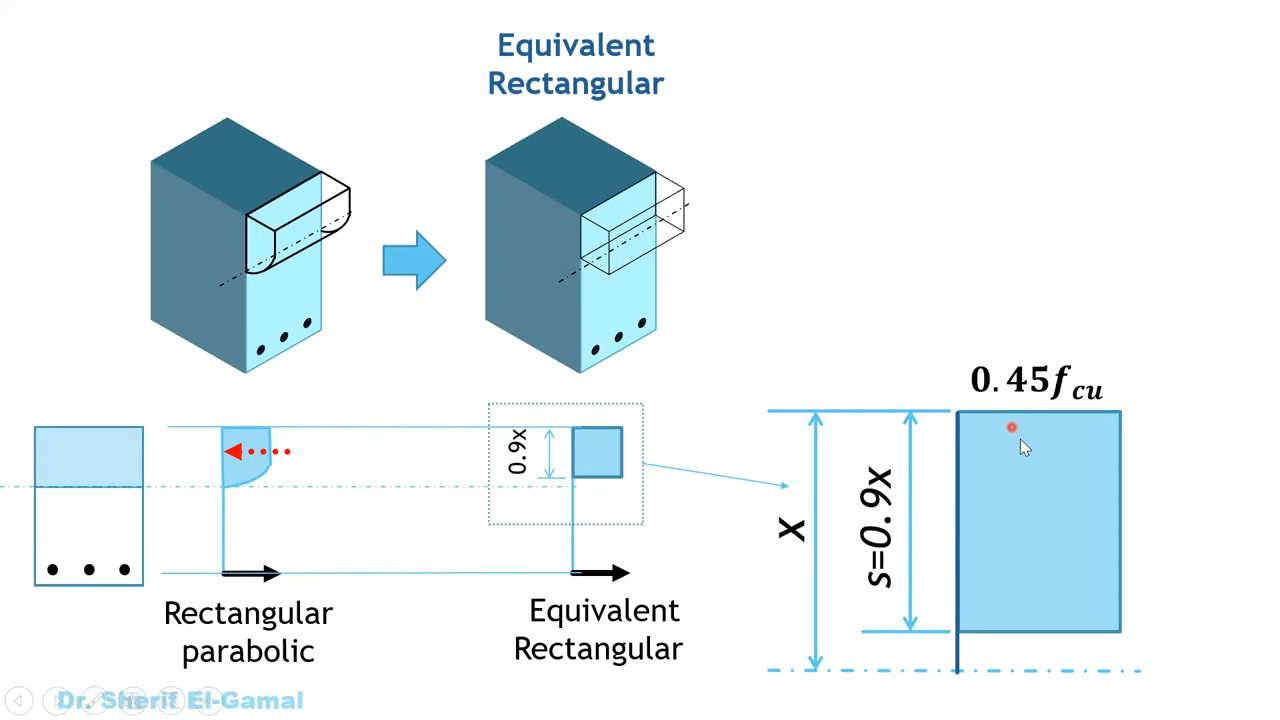 Equivalent
Rectangular
0.45f_cu
0.9x
x
s=0.9x
Rectangular
parabolic
Equivalent
Rectangular
Dr. Sherif El-Gamal